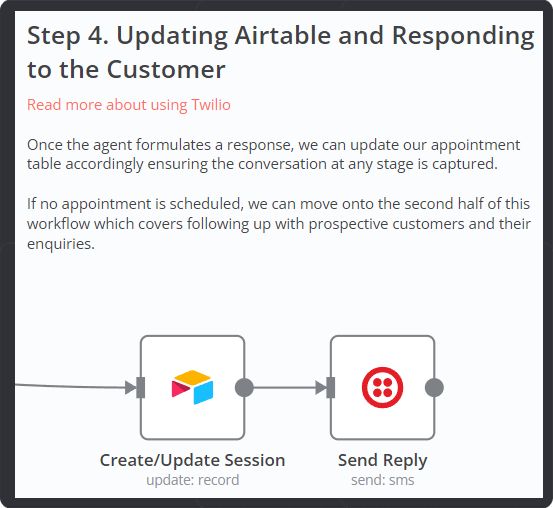 Step 4. Updating Airtable and Responding
to the Customer
Read more about using Twilio
Once the agent formulates a response, we can update our appointment
table accordingly ensuring the conversation at any stage is captured.
If no appointment is scheduled, we can move onto the second half of this
workflow which covers following up with prospective customers and their
enquiries.
Create/Update Session
update: record
Send Reply
send: sms